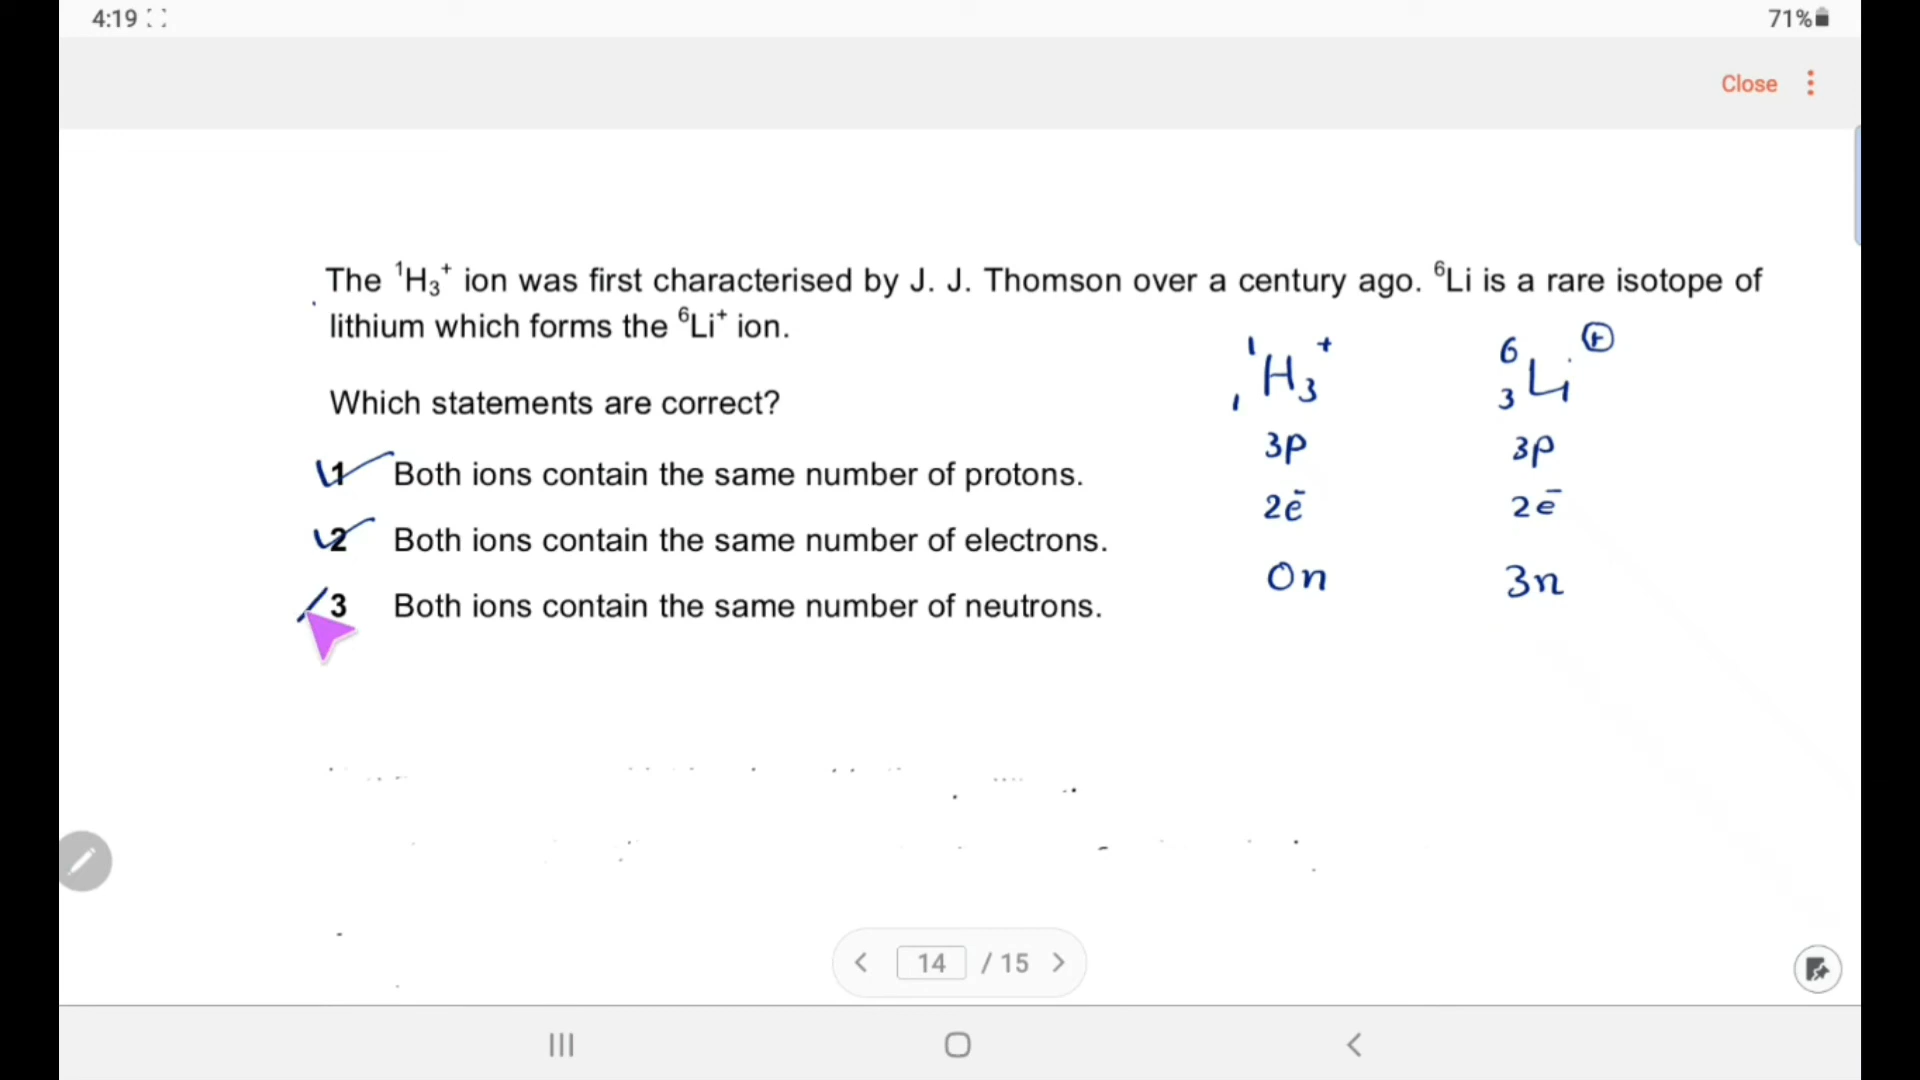 4:19
71%
Close
The ¹H₃⁺ ion was first characterised by J. J. Thomson over a century ago. ⁶Li is a rare isotope of
lithium which forms the ⁶Li⁺ ion.
Which statements are correct?
1 Both ions contain the same number of protons.
2 Both ions contain the same number of electrons.
3 Both ions contain the same number of neutrons.
¹₁H₃⁺
3p
2e⁻
0n
⁶₃Li⁺
3p
2e⁻
3n
14 / 15